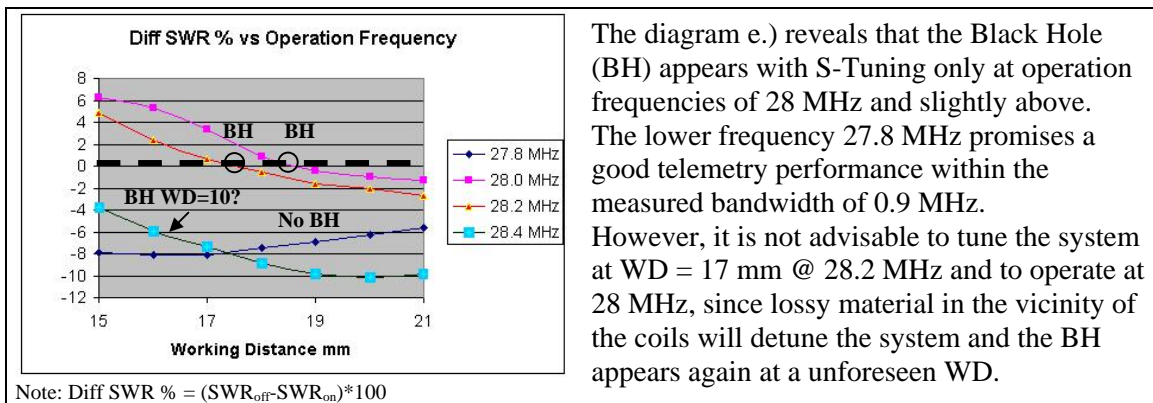 Diff SWR % vs Operation Frequency
8
6
4
2
0
-2
-4
-6
-8
-10
-12
BH
BH
BH WD=10?
No BH
15
17
19
21
Working Distance mm
27.8 MHz
28.0 MHz
28.2 MHz
28.4 MHz
Note: Diff SWR % = (SWRoff-SWRon)*100
The diagram e.) reveals that the Black Hole
(BH) appears with S-Tuning only at operation
frequencies of 28 MHz and slightly above.
The lower frequency 27.8 MHz promises a
good telemetry performance within the
measured bandwidth of 0.9 MHz.
However, it is not advisable to tune the system
at WD = 17 mm @ 28.2 MHz and to operate at
28 MHz, since lossy material in the vicinity of
the coils will detune the system and the BH
appears again at a unforeseen WD.